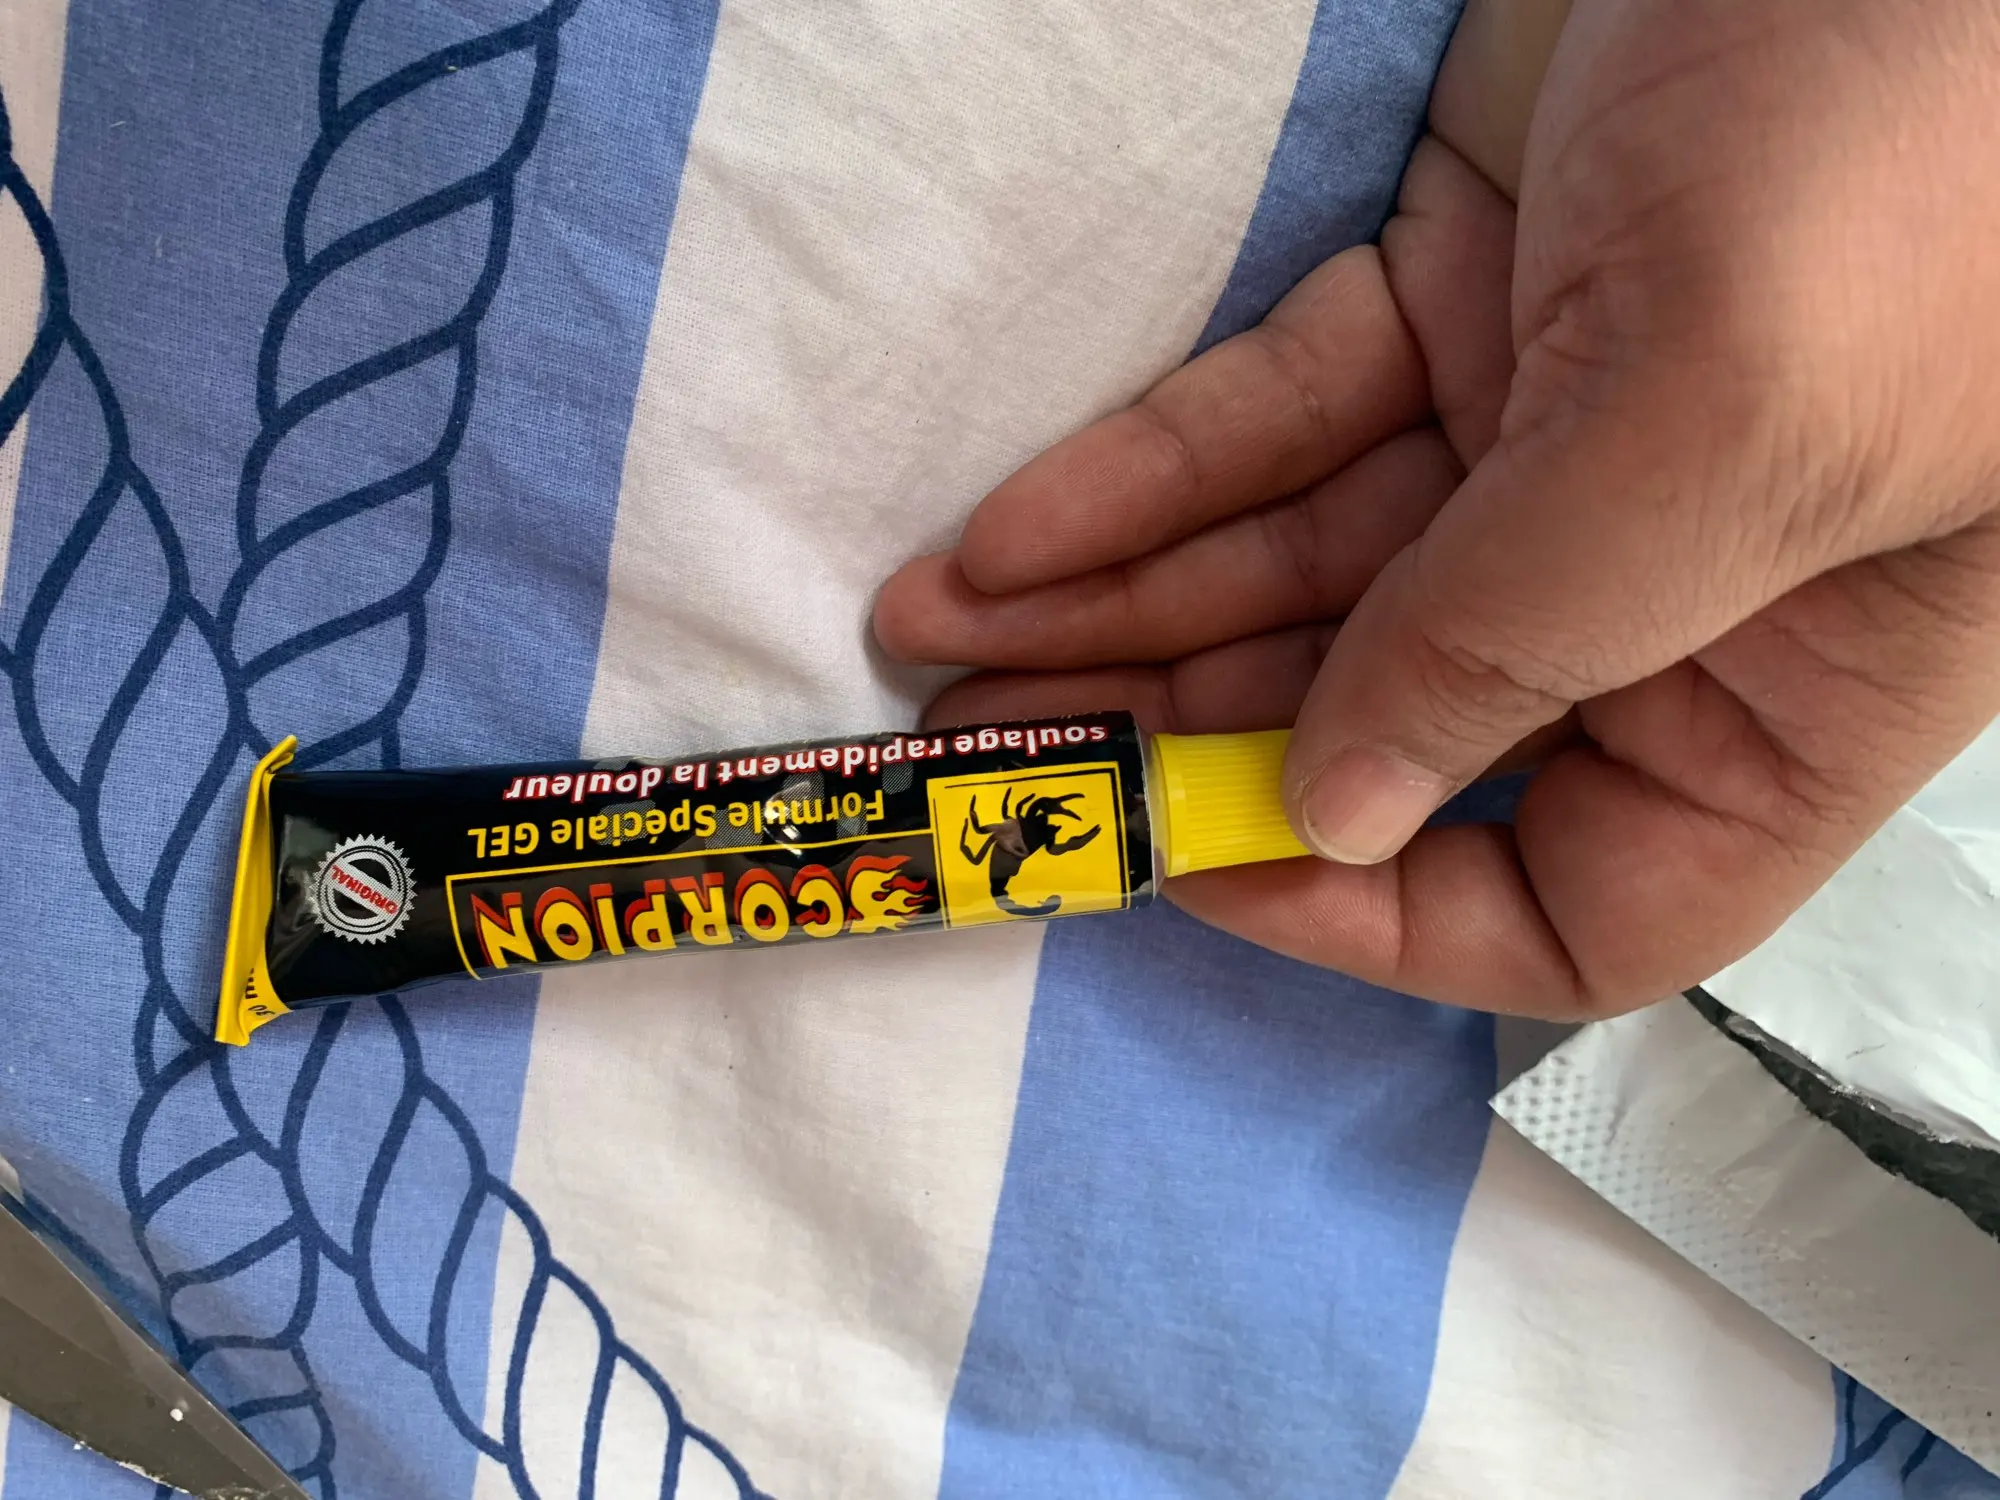 SCORPION
Formule Spéciale GEL
soulage rapidement la douleur
ORIGINAL